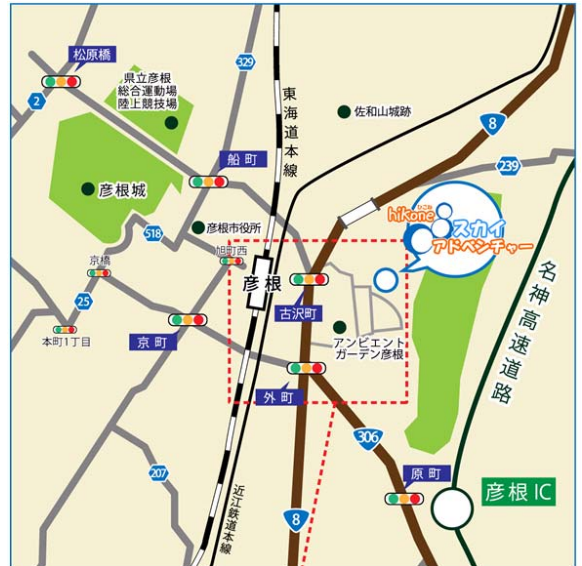 松原橋
329
2
県立彦根
総合運動場
陸上競技場
東海道本線
佐和山城跡
8
船町
239
彦根城
hikone
ひこね
スカイ
アドベンチャー
彦根市役所
518
旭町西
京橋
彦根
名神高速道路
25
古沢町
本町1丁目
京町
アンビエント
ガーデン彦根
外町
306
207
原町
彦根 IC
近江鉄道本線
8